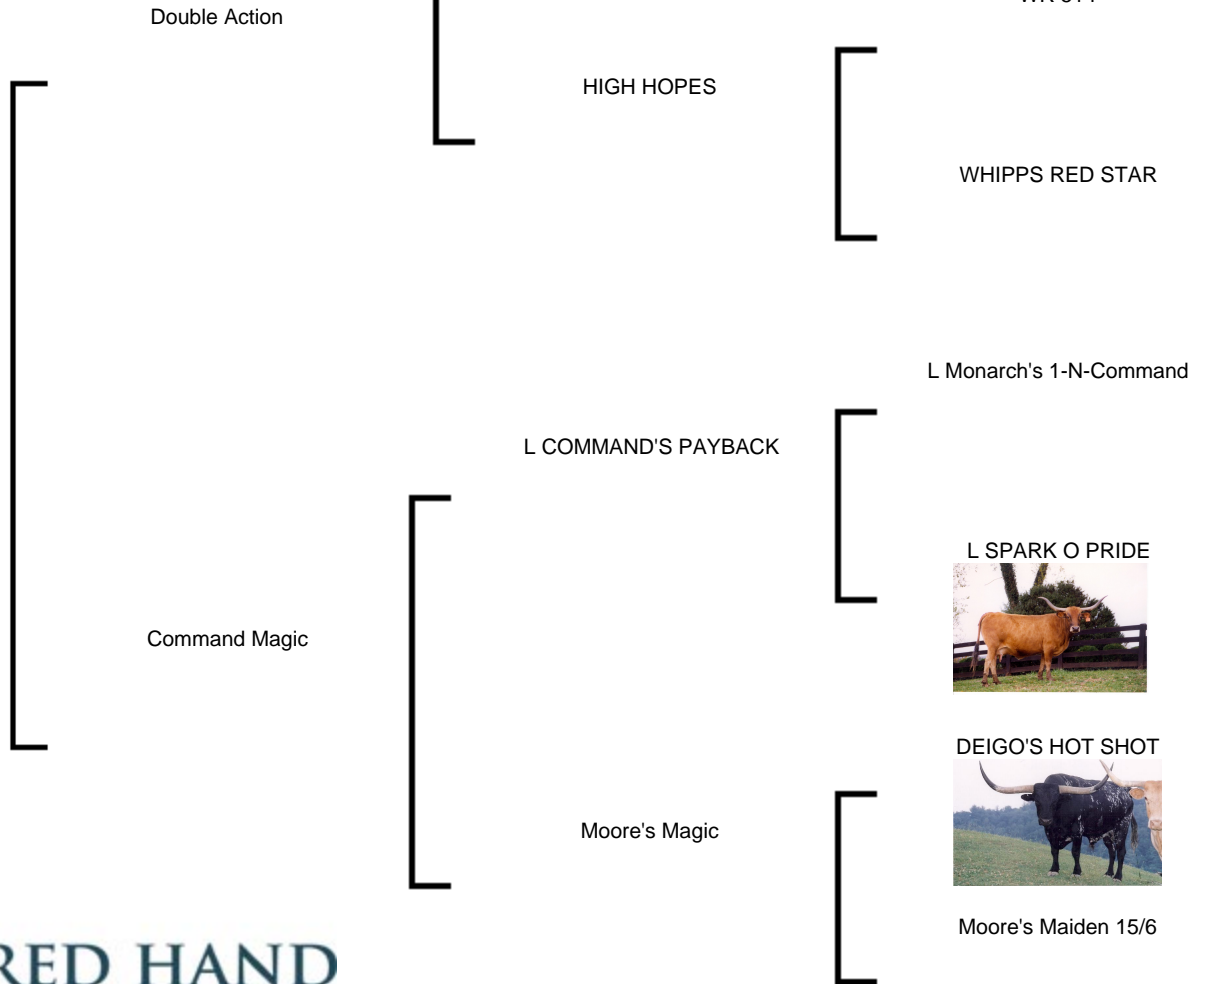 Double Action
HIGH HOPES
WHIPPS RED STAR
L Monarch's 1-N-Command
L COMMAND'S PAYBACK
L SPARK O PRIDE
Command Magic
DEIGO'S HOT SHOT
Moore's Magic
Moore's Maiden 15/6
RED HAND